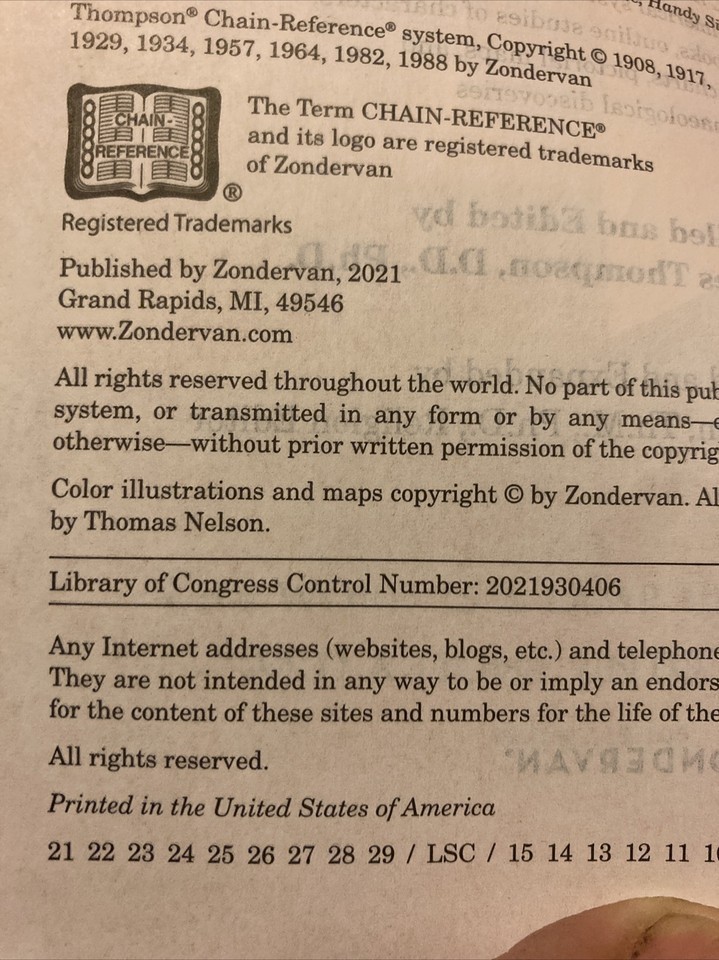 Handy Si
Thompson® Chain-Reference® system, Copyright © 1908, 1917,
1929, 1934, 1957, 1964, 1982, 1988 by Zondervan
CHAIN-
REFERENCE
®
The Term CHAIN-REFERENCE®
and its logo are registered trademarks
of Zondervan
Registered Trademarks
Published by Zondervan, 2021
Grand Rapids, MI, 49546
www.Zondervan.com
All rights reserved throughout the world. No part of this pub
system, or transmitted in any form or by any means—e
otherwise—without prior written permission of the copyrig
Color illustrations and maps copyright © by Zondervan. Al
by Thomas Nelson.
Library of Congress Control Number: 2021930406
Any Internet addresses (websites, blogs, etc.) and telephone
They are not intended in any way to be or imply an endors
for the content of these sites and numbers for the life of the
All rights reserved.
Printed in the United States of America
21 22 23 24 25 26 27 28 29 / LSC / 15 14 13 12 11 10